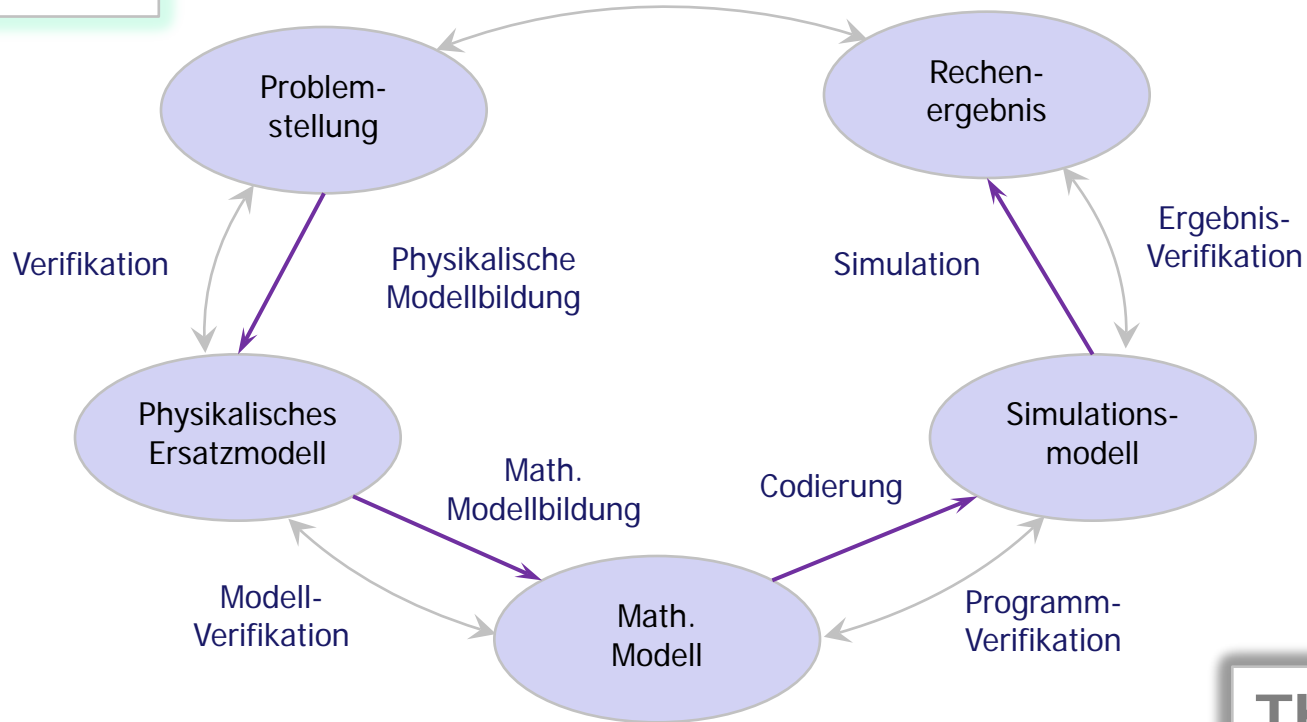 Problem-
stellung
Rechen-
ergebnis
Verifikation
Physikalische
Modellbildung
Simulation
Ergebnis-
Verifikation
Physikalisches
Ersatzmodell
Simulations-
modell
Math.
Modellbildung
Codierung
Modell-
Verifikation
Math.
Modell
Programm-
Verifikation